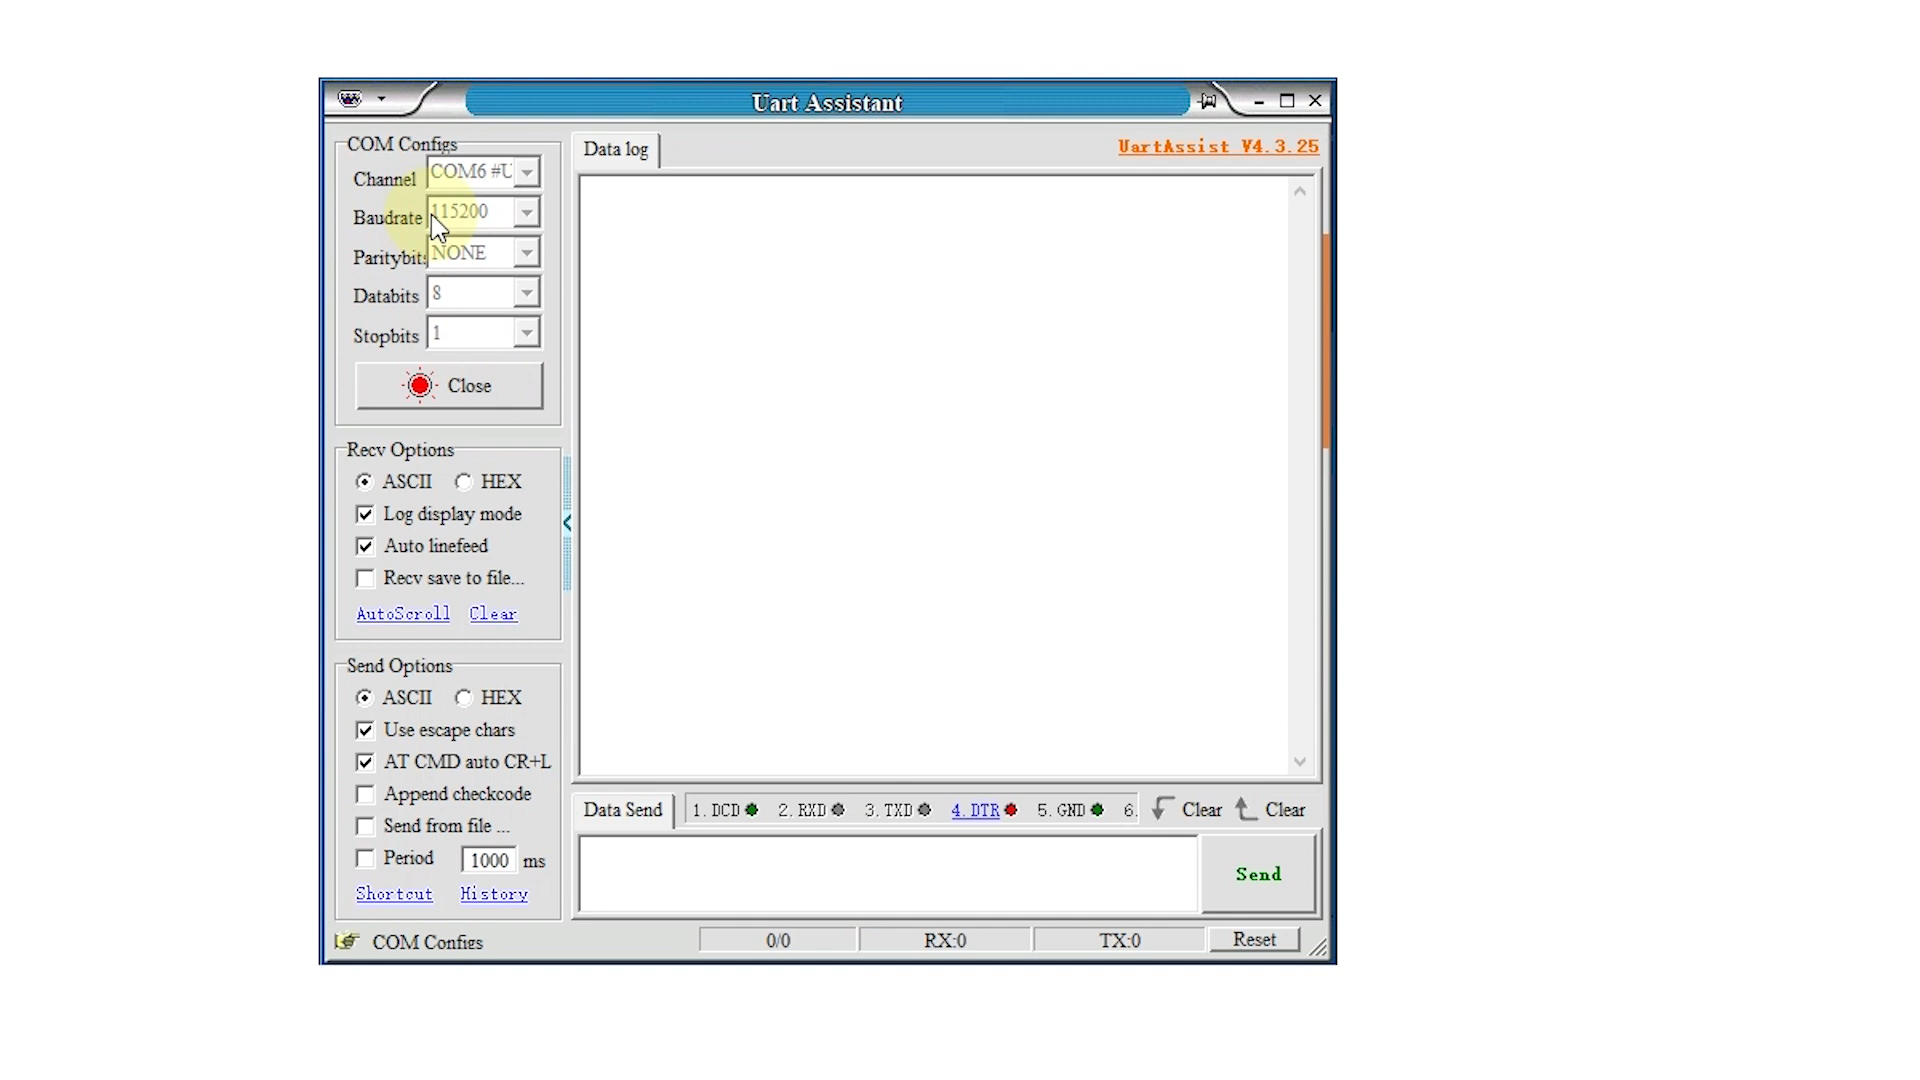 Uart Assistant
COM Configs
Channel COM6 #U
Baudrate 115200
Paritybits NONE
Databits 8
Stopbits 1
Close
Recv Options
ASCII HEX
Log display mode
Auto linefeed
Recv save to file...
AutoScroll Clear
Send Options
ASCII HEX
Use escape chars
AT CMD auto CR+L
Append checkcode
Send from file ...
Period 1000 ms
Shortcut History
Data log
UartAssist V4.3.25
Data Send 1.DCD 2.RXD 3.TXD 4.DTR 5.GND 6. Clear Clear
Send
COM Configs 0/0 RX:0 TX:0 Reset